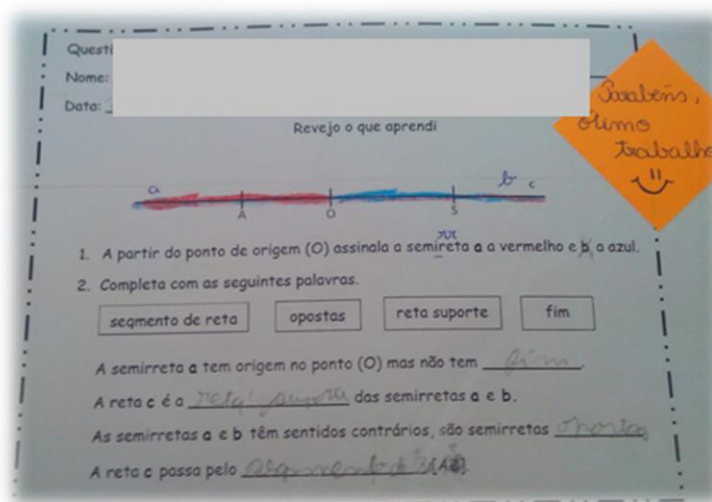 Questi
Nome:
Data:
Parabéns,
ótimo
trabalho
Revejo o que aprendi
a b c
A O S
rr
1. A partir do ponto de origem (O) assinala a semireta a a vermelho e b a azul.
2. Completa com as seguintes palavras.
segmento de reta opostas reta suporte fim
A semirreta a tem origem no ponto (O) mas não tem fim.
A reta c é a reta suporte das semirretas a e b.
As semirretas a e b têm sentidos contrários, são semirretas opostas
A reta c passa pelo